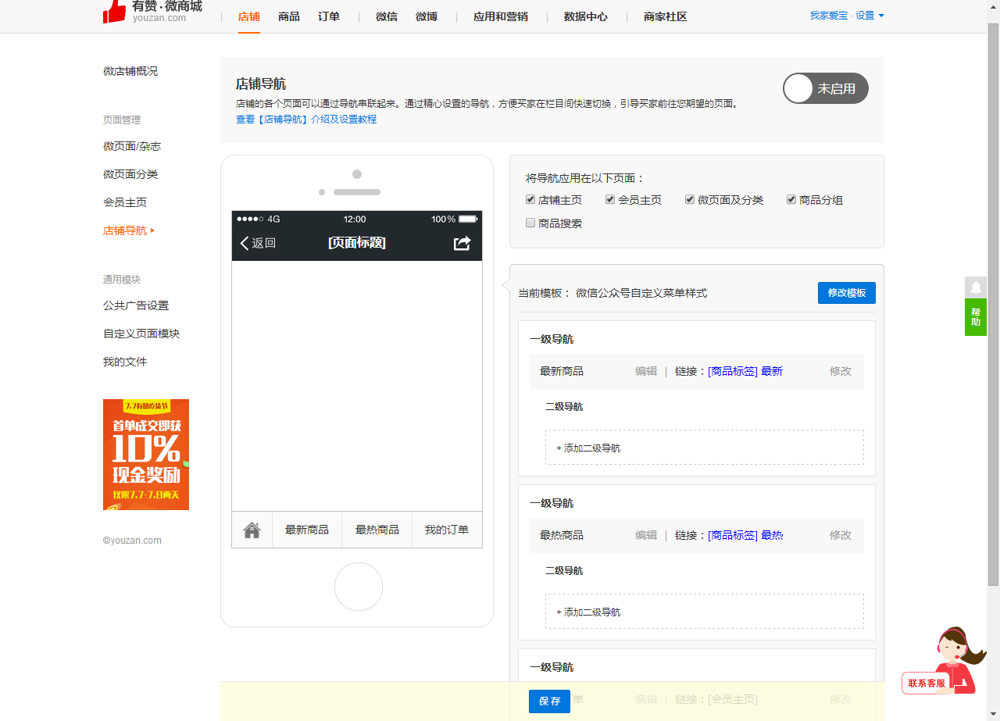 有赞·微商城
youzan.com
店铺 商品 订单 微信 微博 应用和营销 数据中心 商家社区
我家爱宝 - 设置
微店铺概况
页面管理
微页面/杂志
微页面分类
会员主页
店铺导航
通用模块
公共广告设置
自定义页面模块
我的文件
7.7有赞吃货节
首单成交即获
10%
现金奖励
仅限7.7-7.8两天
©youzan.com
店铺导航
店铺的各个页面可以通过导航串联起来。通过精心设置的导航，方便买家在栏目间快速切换，引导买家前往您期望的页面。
查看【店铺导航】介绍及设置教程
未启用
4G 12:00 100%
返回 [页面标题]
最新商品 最热商品 我的订单
将导航应用在以下页面：
店铺主页 会员主页 微页面及分类 商品分组
商品搜索
当前模板： 微信公众号自定义菜单样式 修改模板
一级导航
最新商品 编辑 | 链接：[商品标签] 最新 修改
二级导航
+ 添加二级导航
一级导航
最热商品 编辑 | 链接：[商品标签] 最热 修改
二级导航
+ 添加二级导航
一级导航
单 编辑 | 链接：[会员主页] 修改
保存
帮助
联系客服